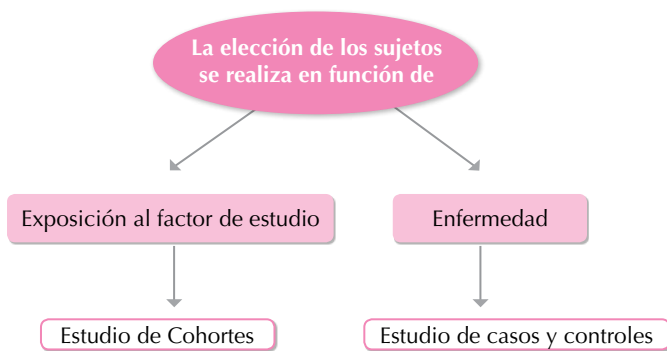 La elección de los sujetos
se realiza en función de
Exposición al factor de estudio
Enfermedad
Estudio de Cohortes
Estudio de casos y controles